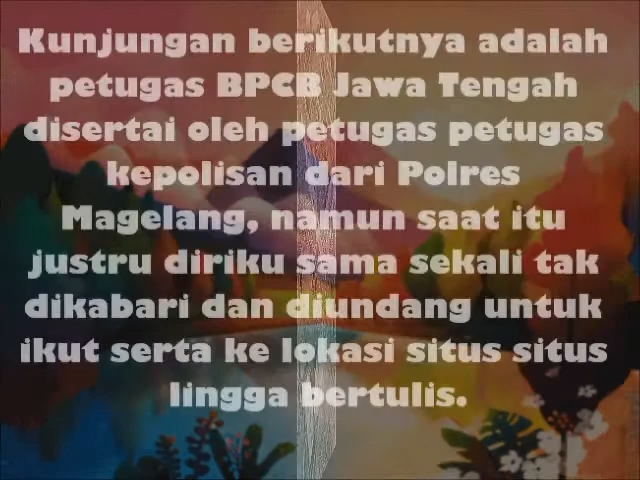 Kunjungan berikutnya adalah
petugas BPCB Jawa Tengah
disertai oleh petugas petugas
kepolisan dari Polres
Magelang, namun saat itu
justru diriku sama sekali tak
dikabari dan diundang untuk
ikut serta ke lokasi situs situs
lingga bertulis.